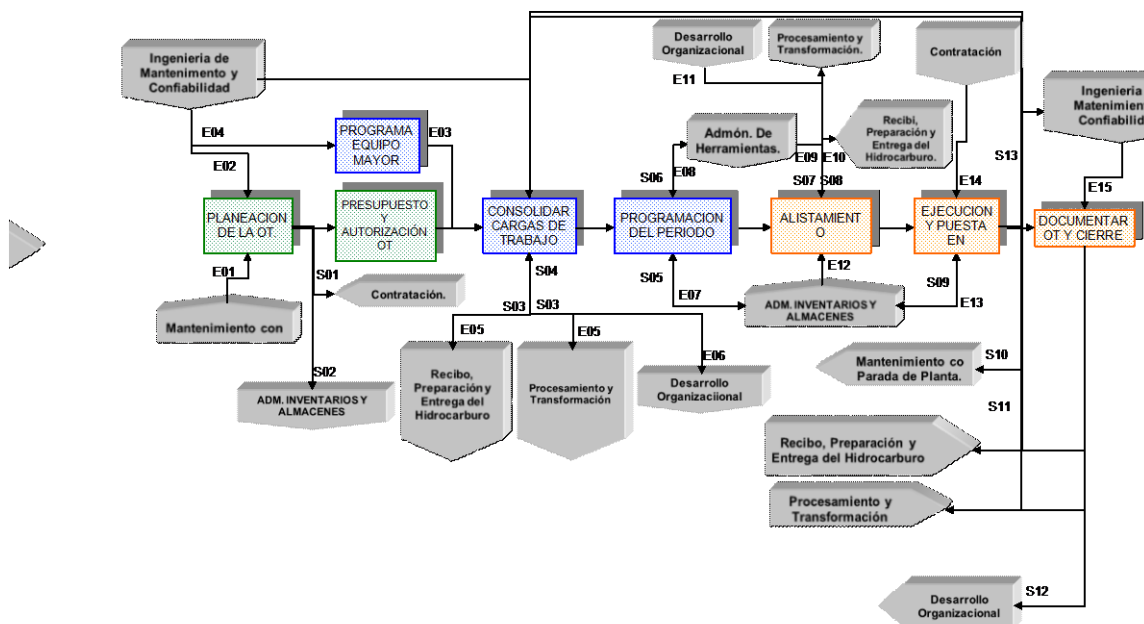 Desarrollo
Organizacional
Procesamiento y
Transformación.
Contratación
Ingenieria de
Mantenimento y
Confiabilidad
E11
Ingenieria
Matenimien
Confiabilid
E04
PROGRAMA
EQUIPO
MAYOR
E03
Admón. De
Herramientas.
E09
E10
Recibi,
Preparación y
Entrega del
Hidrocarburo.
S13
E02
S06
E08
S07
S08
E14
E15
PLANEACION
DE LA OT.
PRESUPUESTO
Y
AUTORIZACIÓN
OT
CONSOLIDAR
CARGAS DE
TRABAJO
PROGRAMACION
DEL PERIODO
ALISTAMIENT
O
EJECUCION
Y PUESTA
EN
DOCUMENTAR
OT Y CIERRE
E01
S01
S04
S05
E12
S09
Contratación.
E07
ADM. INVENTARIOS Y
ALMACENES
E13
Mantenimiento con
S03
S03
E05
E05
E06
S02
Recibo,
Preparación y
Entrega del
Hidrocarburo
Procesamiento y
Transformación
Desarrollo
Organizaciional
Mantenimiento co
Parada de Planta.
S10
ADM. INVENTARIOS Y
ALMACENES
S11
Recibo, Preparación y
Entrega del Hidrocarburo
Procesamiento y
Transformación
S12
Desarrollo
Organizacional